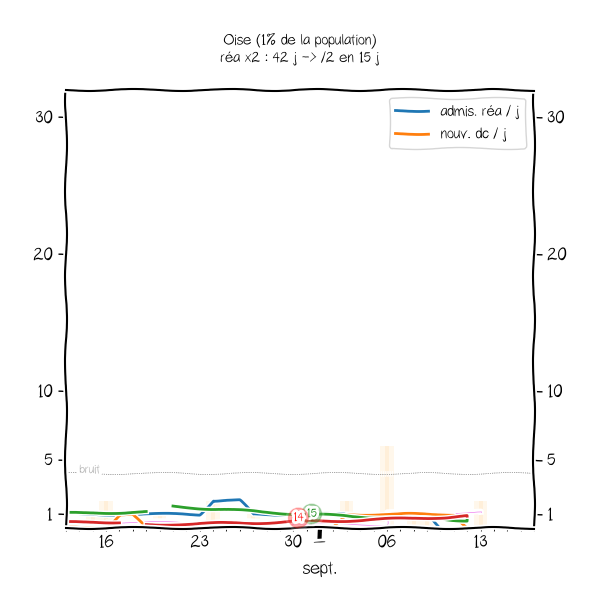 Oise (1% de la population)
réa x2 : 42 j -> /2 en 15 j
admis. réa / j
nouv. dc / j
30
30
20
20
10
10
5
5
bruit
1
1
14
15
16
23
30
06
13
sept.